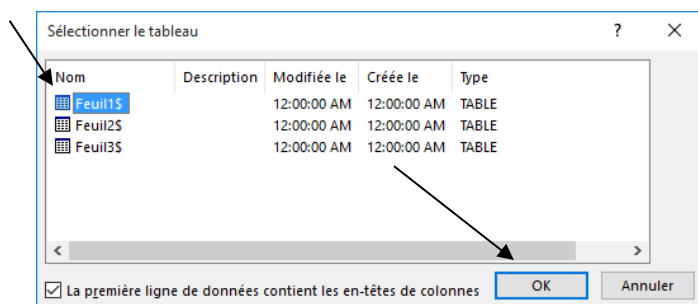 Sélectionner le tableau ?
Nom Description Modifiée le Créée le Type
Feuil1$ 12:00:00 AM 12:00:00 AM TABLE
Feuil2$ 12:00:00 AM 12:00:00 AM TABLE
Feuil3$ 12:00:00 AM 12:00:00 AM TABLE
La première ligne de données contient les en-têtes de colonnes OK Annuler